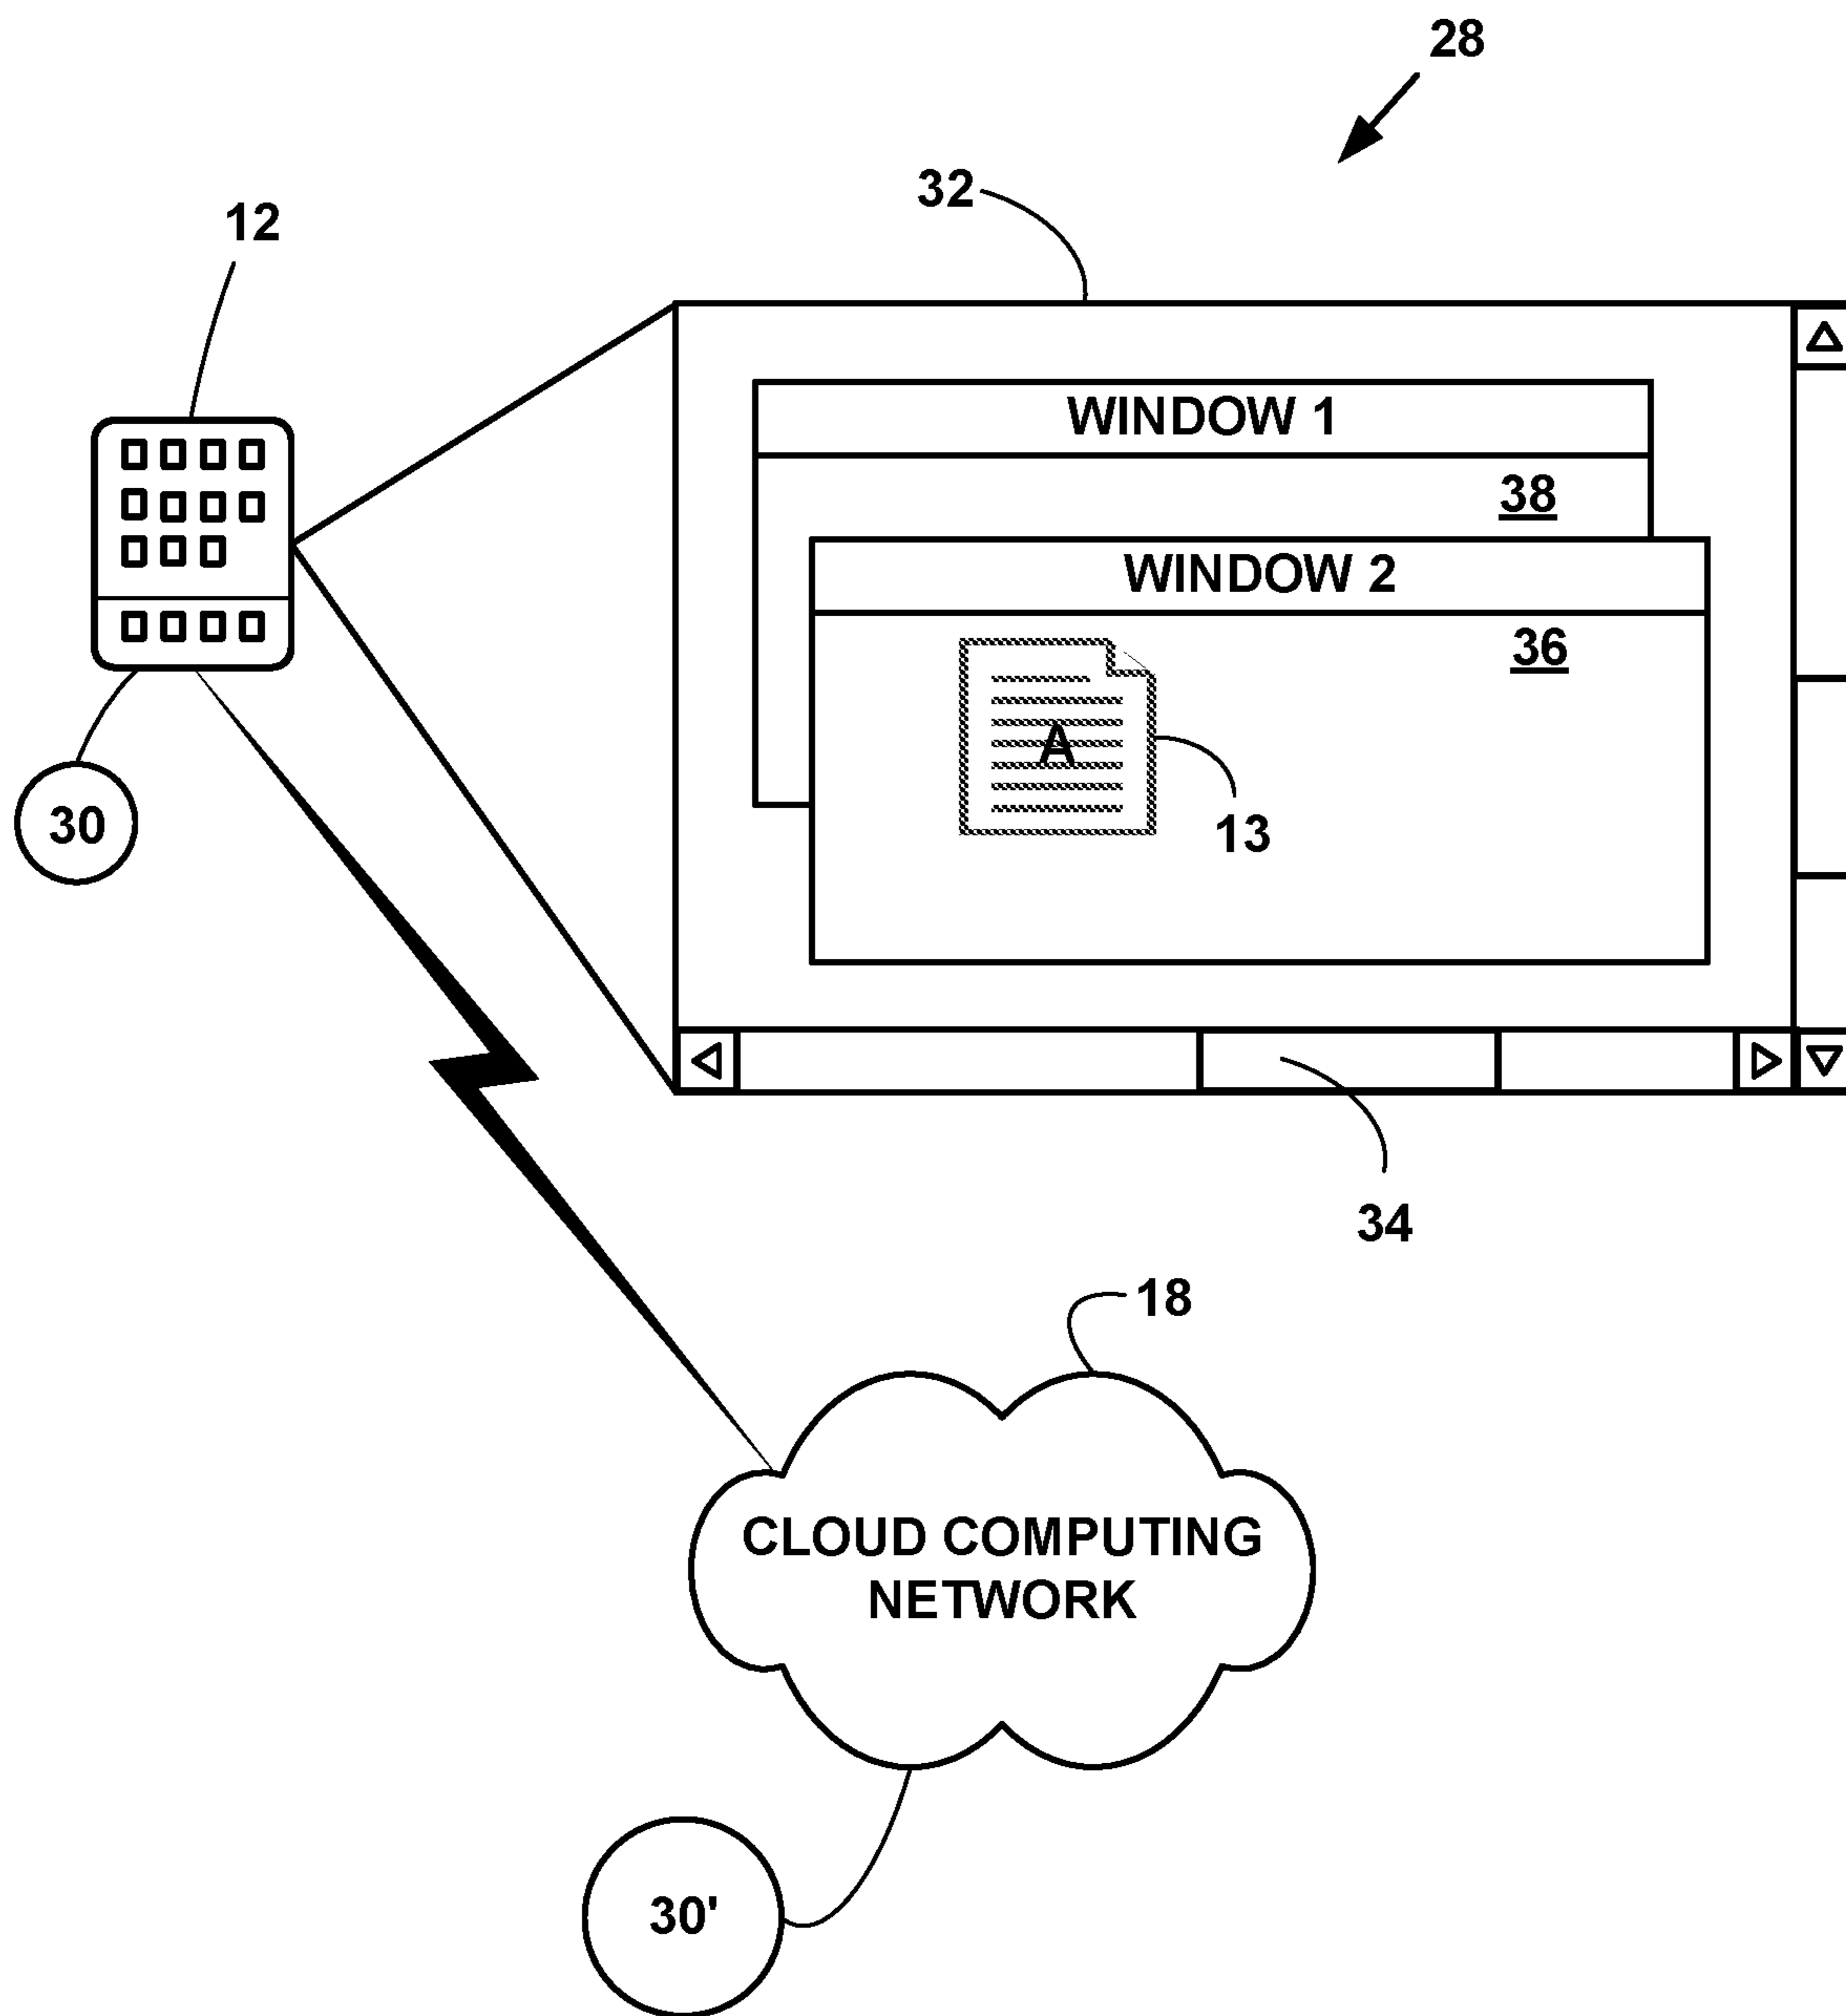 28
32
12
WINDOW 1
38
WINDOW 2
36
A
13
30
34
18
CLOUD COMPUTING
NETWORK
30'